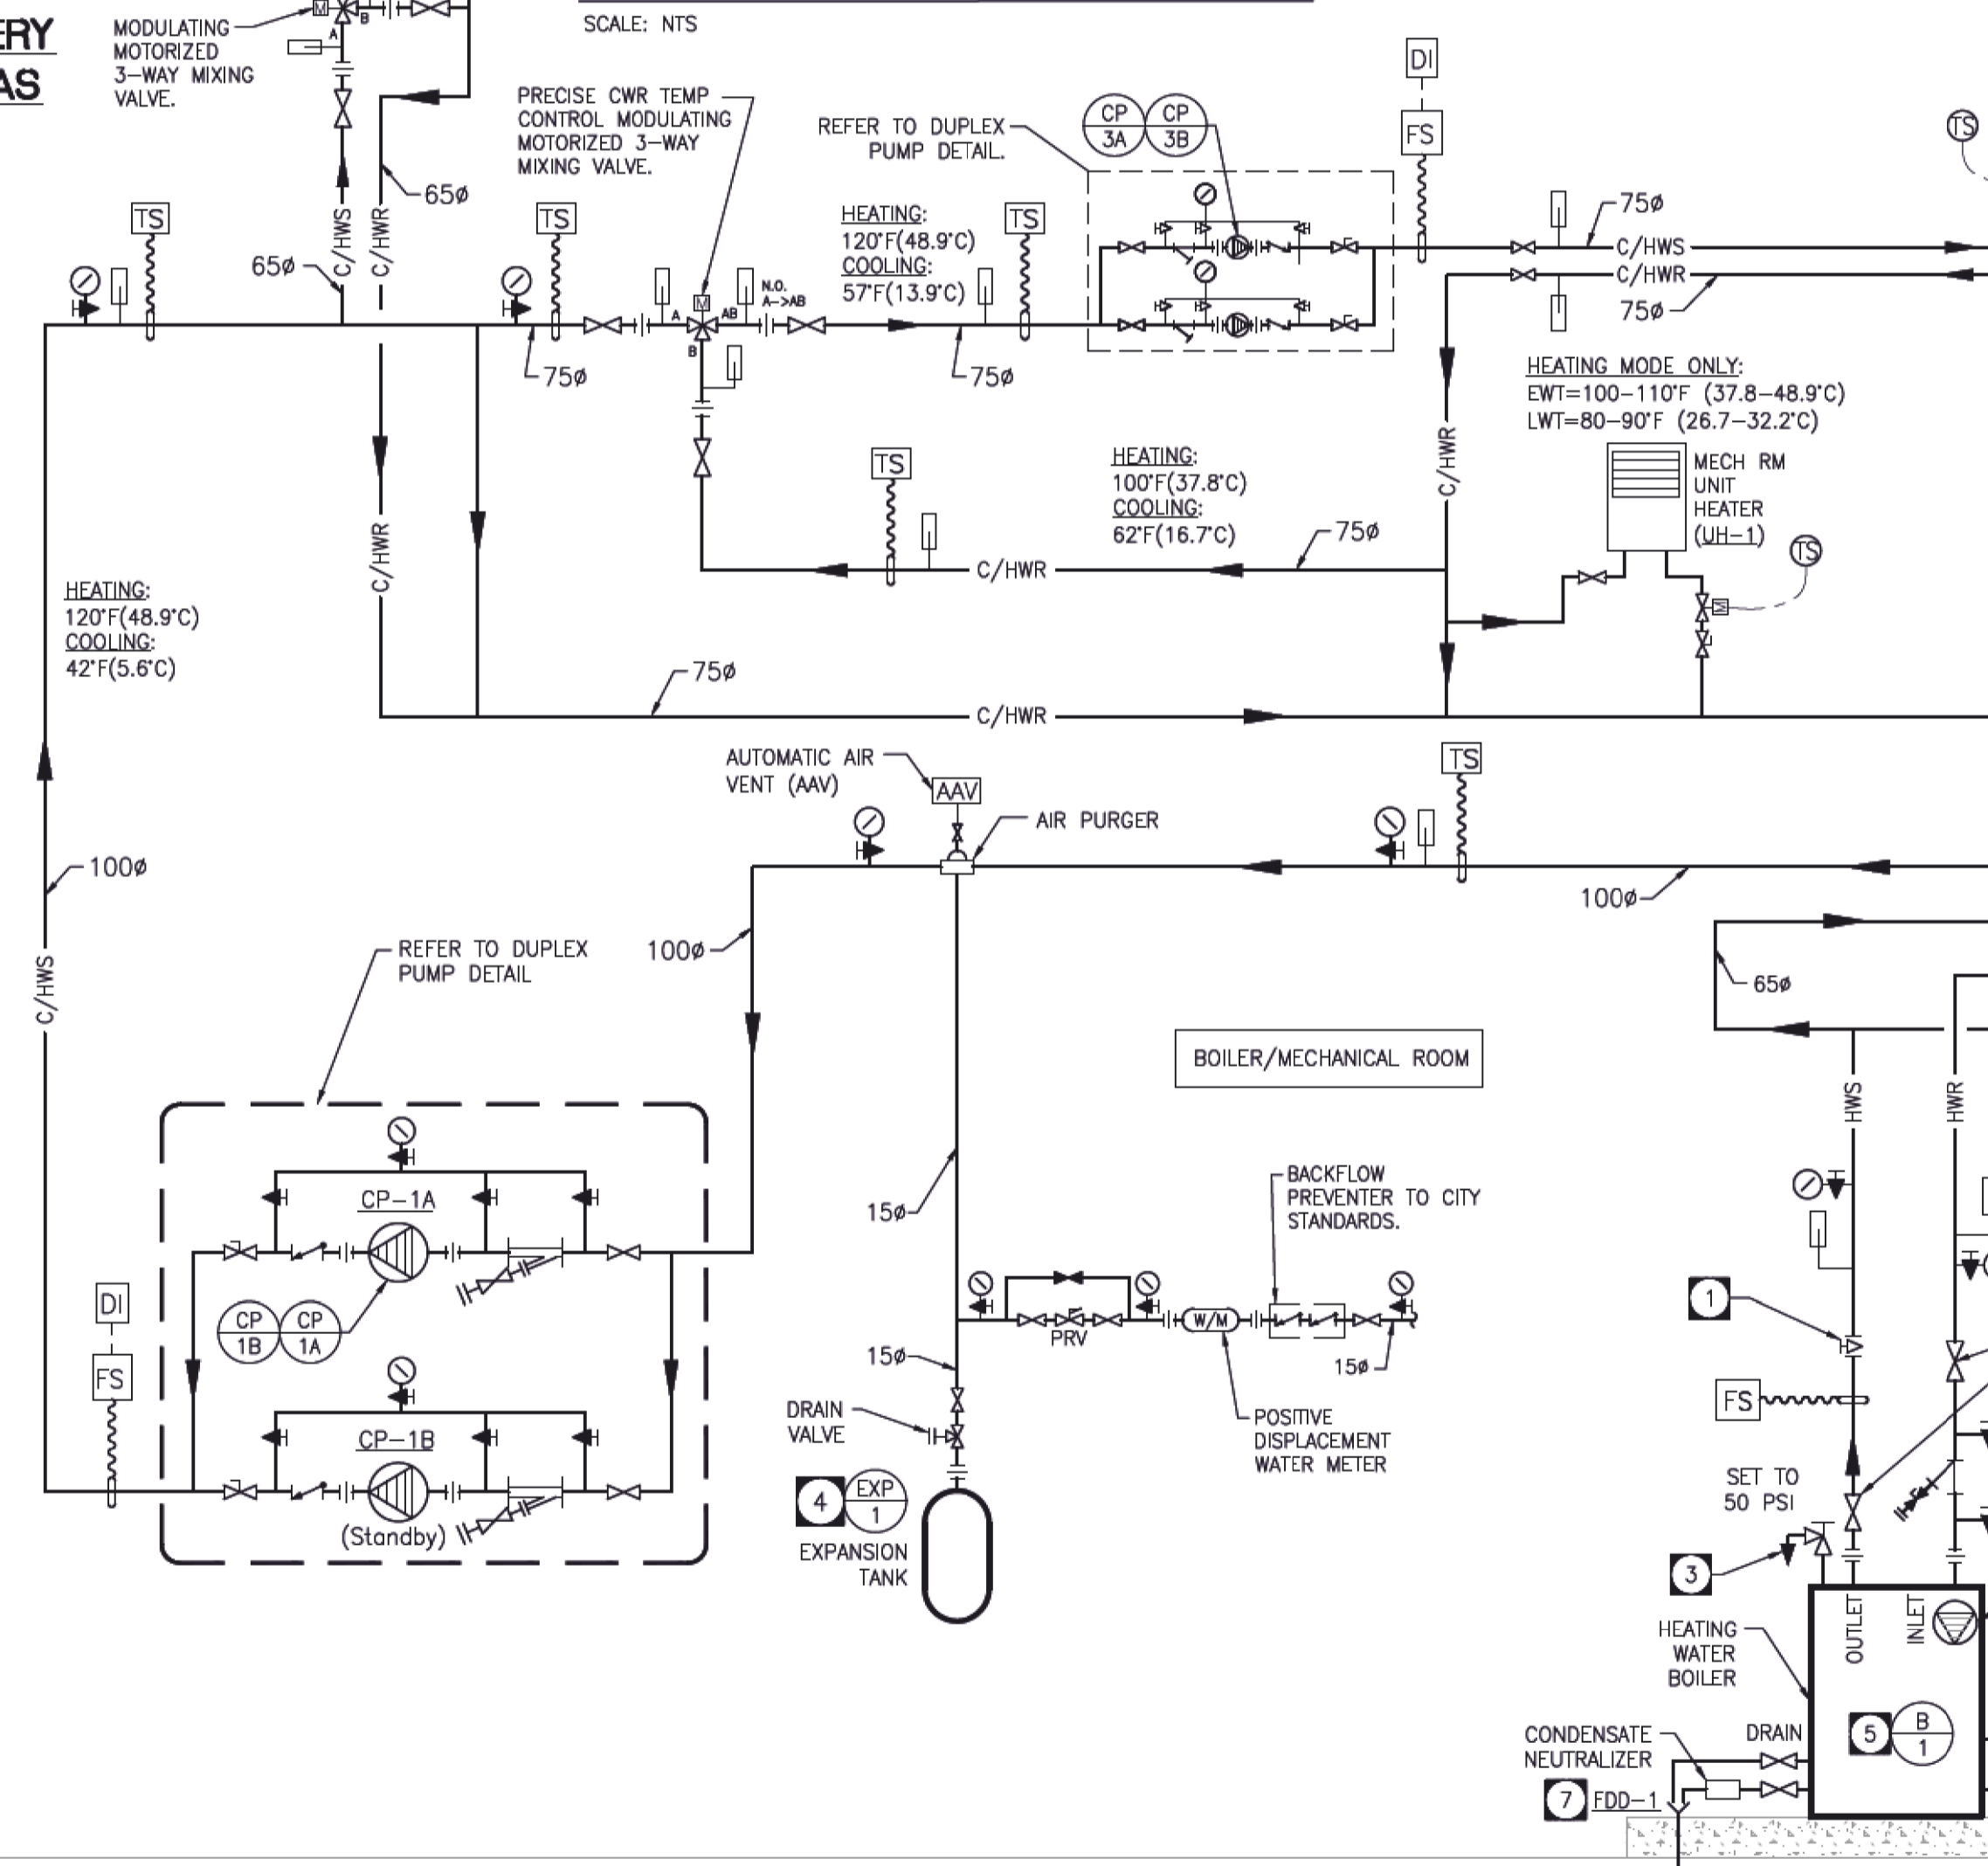 ERY
AS
MODULATING
MOTORIZED
3-WAY MIXING
VALVE.
M
B
A
SCALE: NTS
PRECISE CWR TEMP
CONTROL MODULATING
MOTORIZED 3-WAY
MIXING VALVE.
REFER TO DUPLEX
PUMP DETAIL.
CP
3A
CP
3B
DI
FS
TS
65ø
C/HWS
C/HWR
65ø
TS
TS
HEATING:
120°F(48.9°C)
COOLING:
57°F(13.9°C)
TS
N.O.
A->AB
M
A
AB
B
75ø
75ø
75ø
C/HWS
C/HWR
75ø
HEATING MODE ONLY:
EWT=100-110°F (37.8-48.9°C)
LWT=80-90°F (26.7-32.2°C)
MECH RM
UNIT
HEATER
(UH-1)
TS
M
C/HWR
TS
HEATING:
100°F(37.8°C)
COOLING:
62°F(16.7°C)
75ø
C/HWR
C/HWR
HEATING:
120°F(48.9°C)
COOLING:
42°F(5.6°C)
75ø
C/HWR
AUTOMATIC AIR
VENT (AAV)
AAV
AIR PURGER
TS
100ø
100ø
100ø
C/HWS
REFER TO DUPLEX
PUMP DETAIL
65ø
BOILER/MECHANICAL ROOM
HWS
HWR
CP-1A
CP
1B
CP
1A
CP-1B
(Standby)
DI
FS
15ø
BACKFLOW
PREVENTER TO CITY
STANDARDS.
PRV
W/M
15ø
15ø
POSITIVE
DISPLACEMENT
WATER METER
DRAIN
VALVE
4
EXP
1
EXPANSION
TANK
1
FS
SET TO
50 PSI
3
OUTLET
INLET
HEATING
WATER
BOILER
5
B
1
CONDENSATE
NEUTRALIZER
DRAIN
7
FDD-1